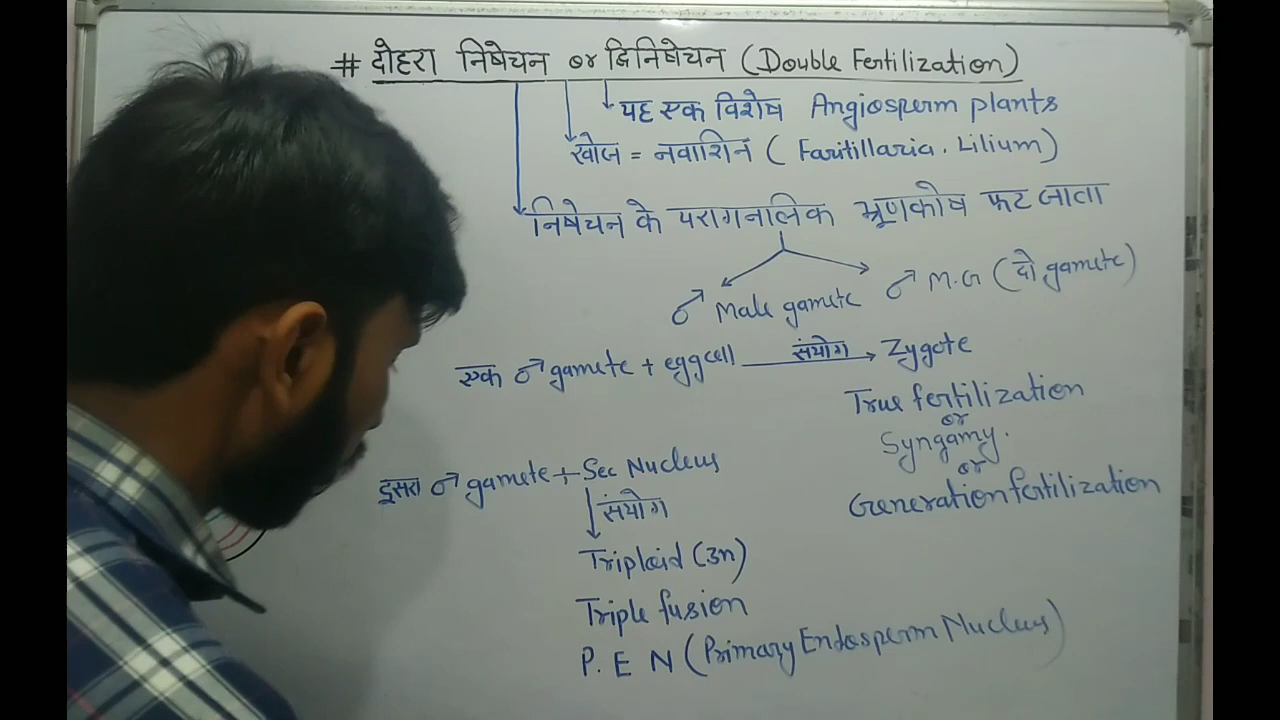 # दोहरा निषेचन or द्विनिषेचन (Double Fertilization)
यह एक विशेष Angiosperm plants
खोज = नवाशिन (Faritillaria. Lilium)
निषेचन के परागनालिक भ्रूणकोष फट जाता
♂ Male gamete ♂ M.G (दो gamete)
एक ♂ gamete + egg cell संयोग Zygote
True fertilization
or
Syngamy.
or
Generation fertilization
दूसरा ♂ gamete + Sec Nucleus
संयोग
Triploid (3n)
Triple fusion
P. E N (Primary Endosperm Nucleus)